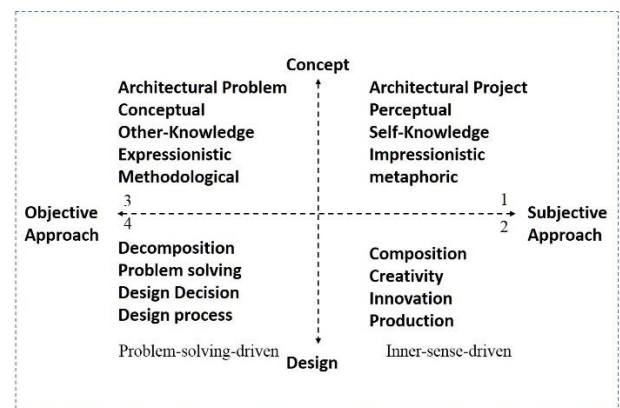 Concept
Architectural Problem
Conceptual
Other-Knowledge
Expressionistic
Methodological
Architectural Project
Perceptual
Self-Knowledge
Impressionistic
metaphoric
3
1
Objective
Approach
Subjective
Approach
4
2
Decomposition
Problem solving
Design Decision
Design process
Composition
Creativity
Innovation
Production
Problem-solving-driven
Inner-sense-driven
Design